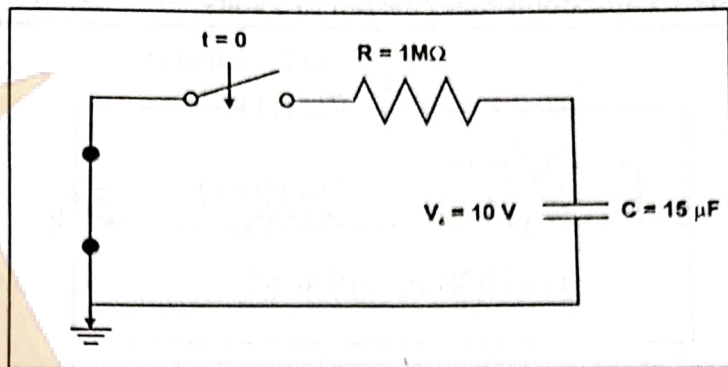 t = 0
R = 1MΩ
V꜀ = 10 V
C = 15 μF